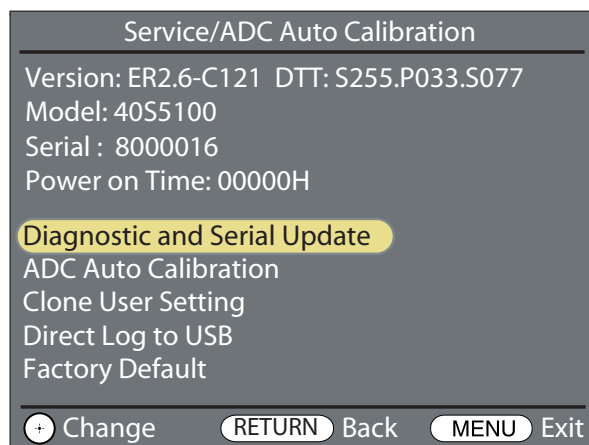 Service/ADC Auto Calibration
Version: ER2.6-C121 DTT: S255.P033.S077
Model: 40S5100
Serial : 8000016
Power on Time: 00000H
Diagnostic and Serial Update
ADC Auto Calibration
Clone User Setting
Direct Log to USB
Factory Default
Change RETURN Back MENU Exit